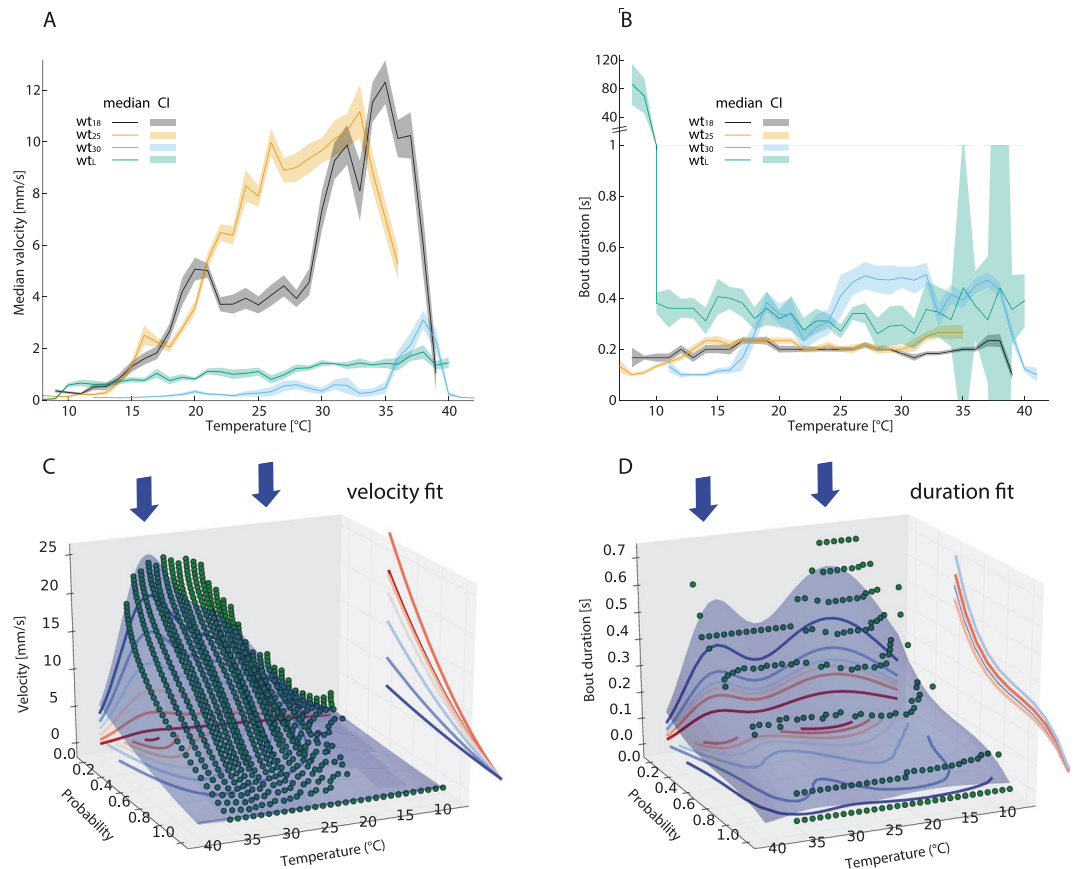 A
B
12
10
8
6
4
2
0
Median valocity [mm/s]
median CI
wt18
wt25
wt30
wtL
10 15 20 25 30 35 40
Temperature [°C]
120
80
40
1
0.8
0.6
0.4
0.2
0
Bout duration [s]
median CI
wt18
wt25
wt30
wtL
10 15 20 25 30 35 40
Temperature [°C]
C
velocity fit
25
20
15
10
5
0
Velocity [mm/s]
0.0
0.2
0.4
0.6
0.8
1.0
Probability
40 35 30 25 20 15 10
Temperature (°C)
D
duration fit
0.7
0.6
0.5
0.4
0.3
0.2
0.1
0.0
Bout duration [s]
0.0
0.2
0.4
0.6
0.8
1.0
Probability
40 35 30 25 20 15 10
Temperature (°C)